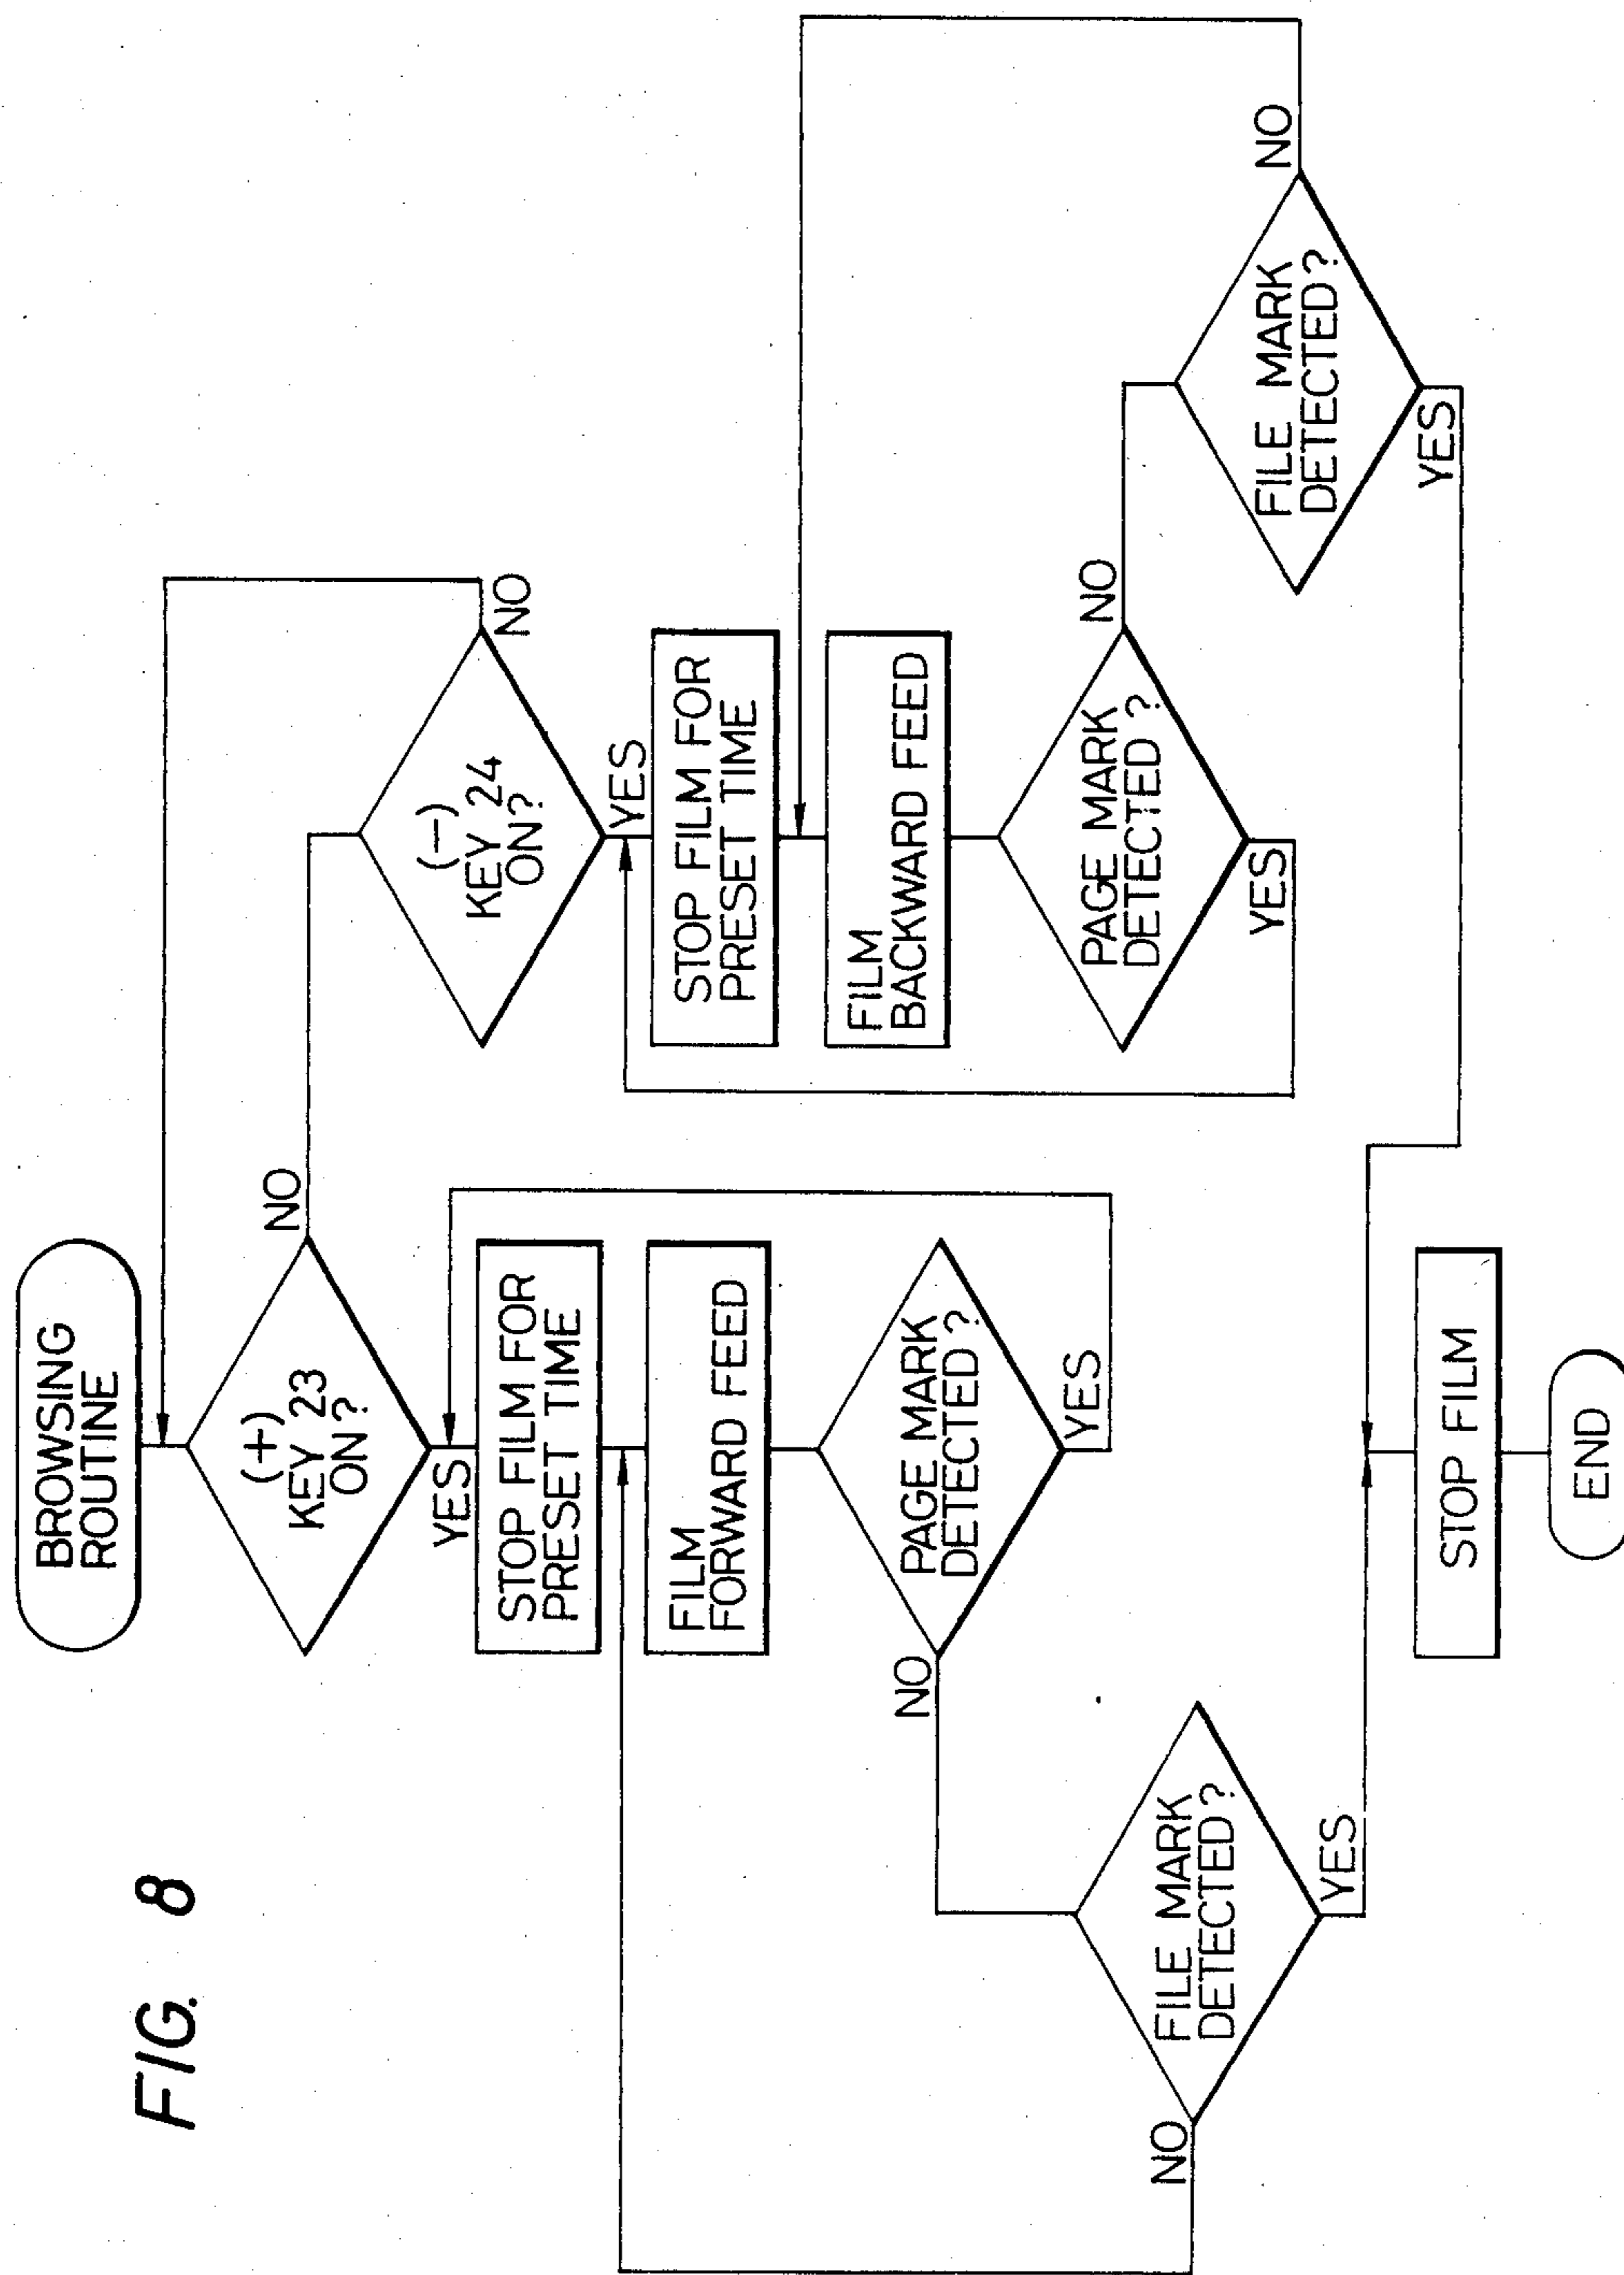 FIG. 8
BROWSING
ROUTINE
(+)
KEY 23
ON?
NO
YES
(−)
KEY 24
ON?
NO
YES
STOP FILM FOR
PRESET TIME
FILM
FORWARD FEED
PAGE MARK
DETECTED?
YES
NO
FILE MARK
DETECTED?
NO
YES
STOP FILM FOR
PRESET TIME
FILM
BACKWARD FEED
PAGE MARK
DETECTED?
NO
YES
FILE MARK
DETECTED?
NO
YES
STOP FILM
END